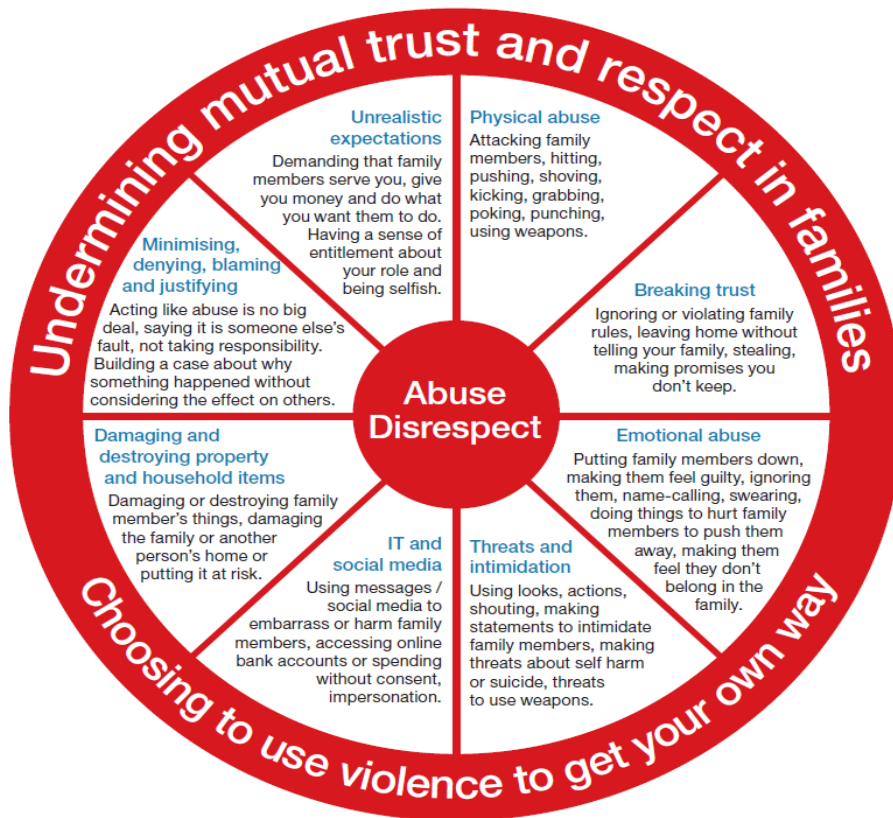 Undermining mutual trust and respect in families
Unrealistic
expectations
Demanding that family
members serve you, give
you money and do what
you want them to do.
Having a sense of
entitlement about
your role and
being selfish.
Physical abuse
Attacking family
members, hitting,
pushing, shoving,
kicking, grabbing,
poking, punching,
using weapons.
Minimising,
denying, blaming
and justifying
Acting like abuse is no big
deal, saying it is someone else’s
fault, not taking responsibility.
Building a case about why
something happened without
considering the effect on others.
Breaking trust
Ignoring or violating family
rules, leaving home without
telling your family, stealing,
making promises you
don’t keep.
Abuse
Disrespect
Damaging and
destroying property
and household items
Damaging or destroying family
member’s things, damaging
the family or another
person’s home or
putting it at risk.
Emotional abuse
Putting family members down,
making them feel guilty, ignoring
them, name-calling, swearing,
doing things to hurt family
members to push them
away, making them
feel they don’t
belong in the
family.
IT and
social media
Using messages /
social media to
embarrass or harm family
members, accessing online
bank accounts or spending
without consent,
impersonation.
Threats and
intimidation
Using looks, actions,
shouting, making
statements to intimidate
family members, making
threats about self harm
or suicide, threats
to use weapons.
Choosing to use violence to get your own way